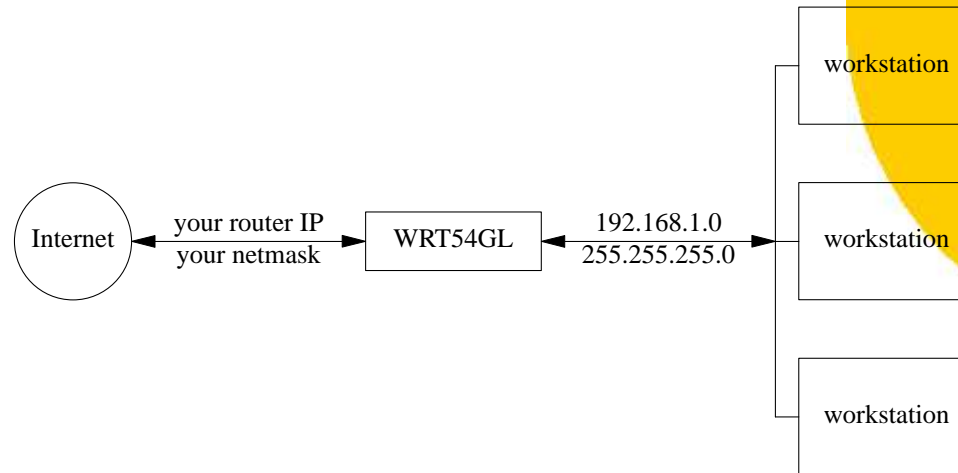 workstation
Internet
your router IP
your netmask
WRT54GL
192.168.1.0
255.255.255.0
workstation
workstation